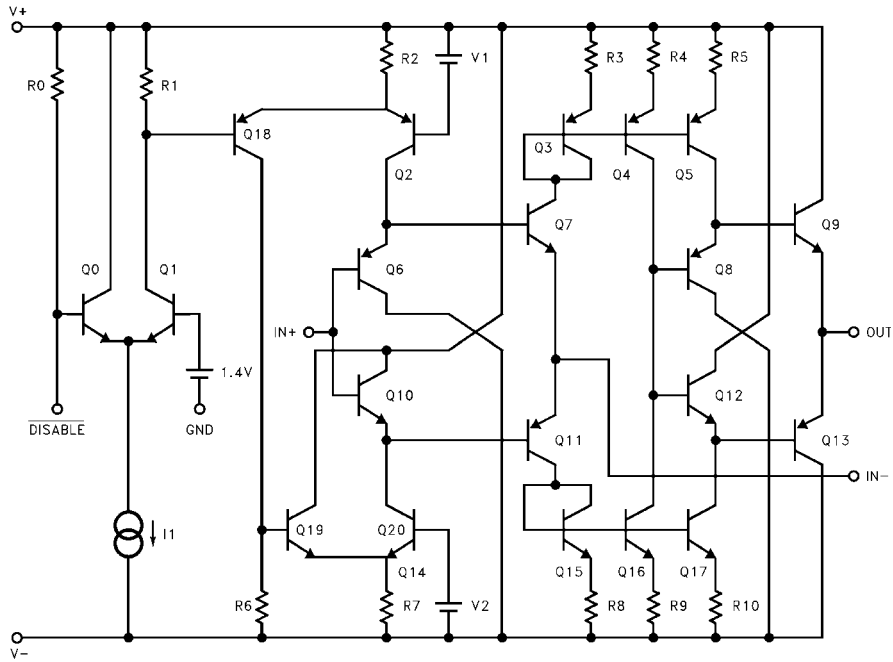 V+
R0
R1
R2
V1
R3
R4
R5
Q18
Q2
Q3
Q4
Q5
Q7
Q9
Q0
Q1
Q6
Q8
IN+
OUT
1.4V
Q10
Q12
DISABLE
GND
Q11
Q13
IN-
I1
Q19
Q20
Q14
Q15
Q16
Q17
R6
R7
V2
R8
R9
R10
V-